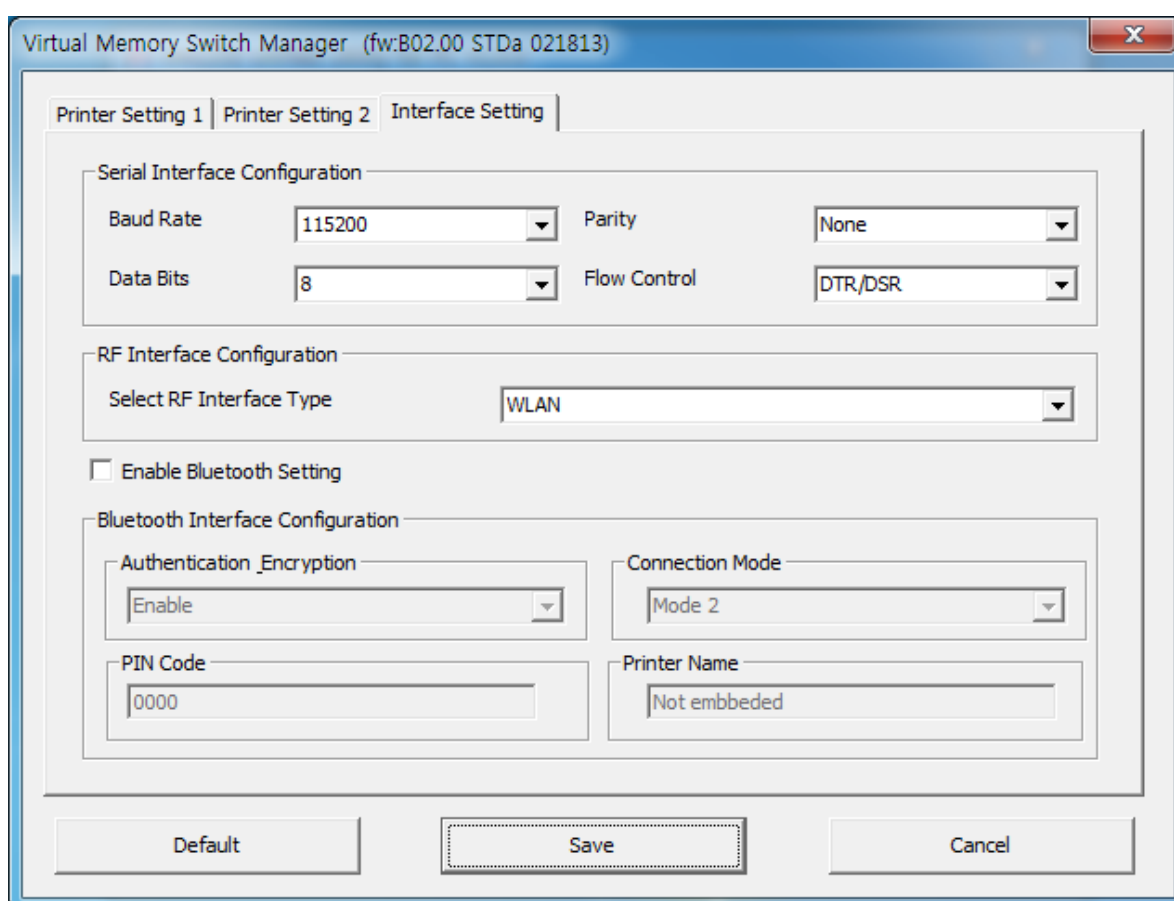 Virtual Memory Switch Manager (fw:B02.00 STDa 021813)
Printer Setting 1 Printer Setting 2 Interface Setting
Serial Interface Configuration
Baud Rate 115200 Parity None
Data Bits 8 Flow Control DTR/DSR
RF Interface Configuration
Select RF Interface Type WLAN
Enable Bluetooth Setting
Bluetooth Interface Configuration
Authentication _Encryption Connection Mode
Enable Mode 2
PIN Code Printer Name
0000 Not embbeded
Default Save Cancel